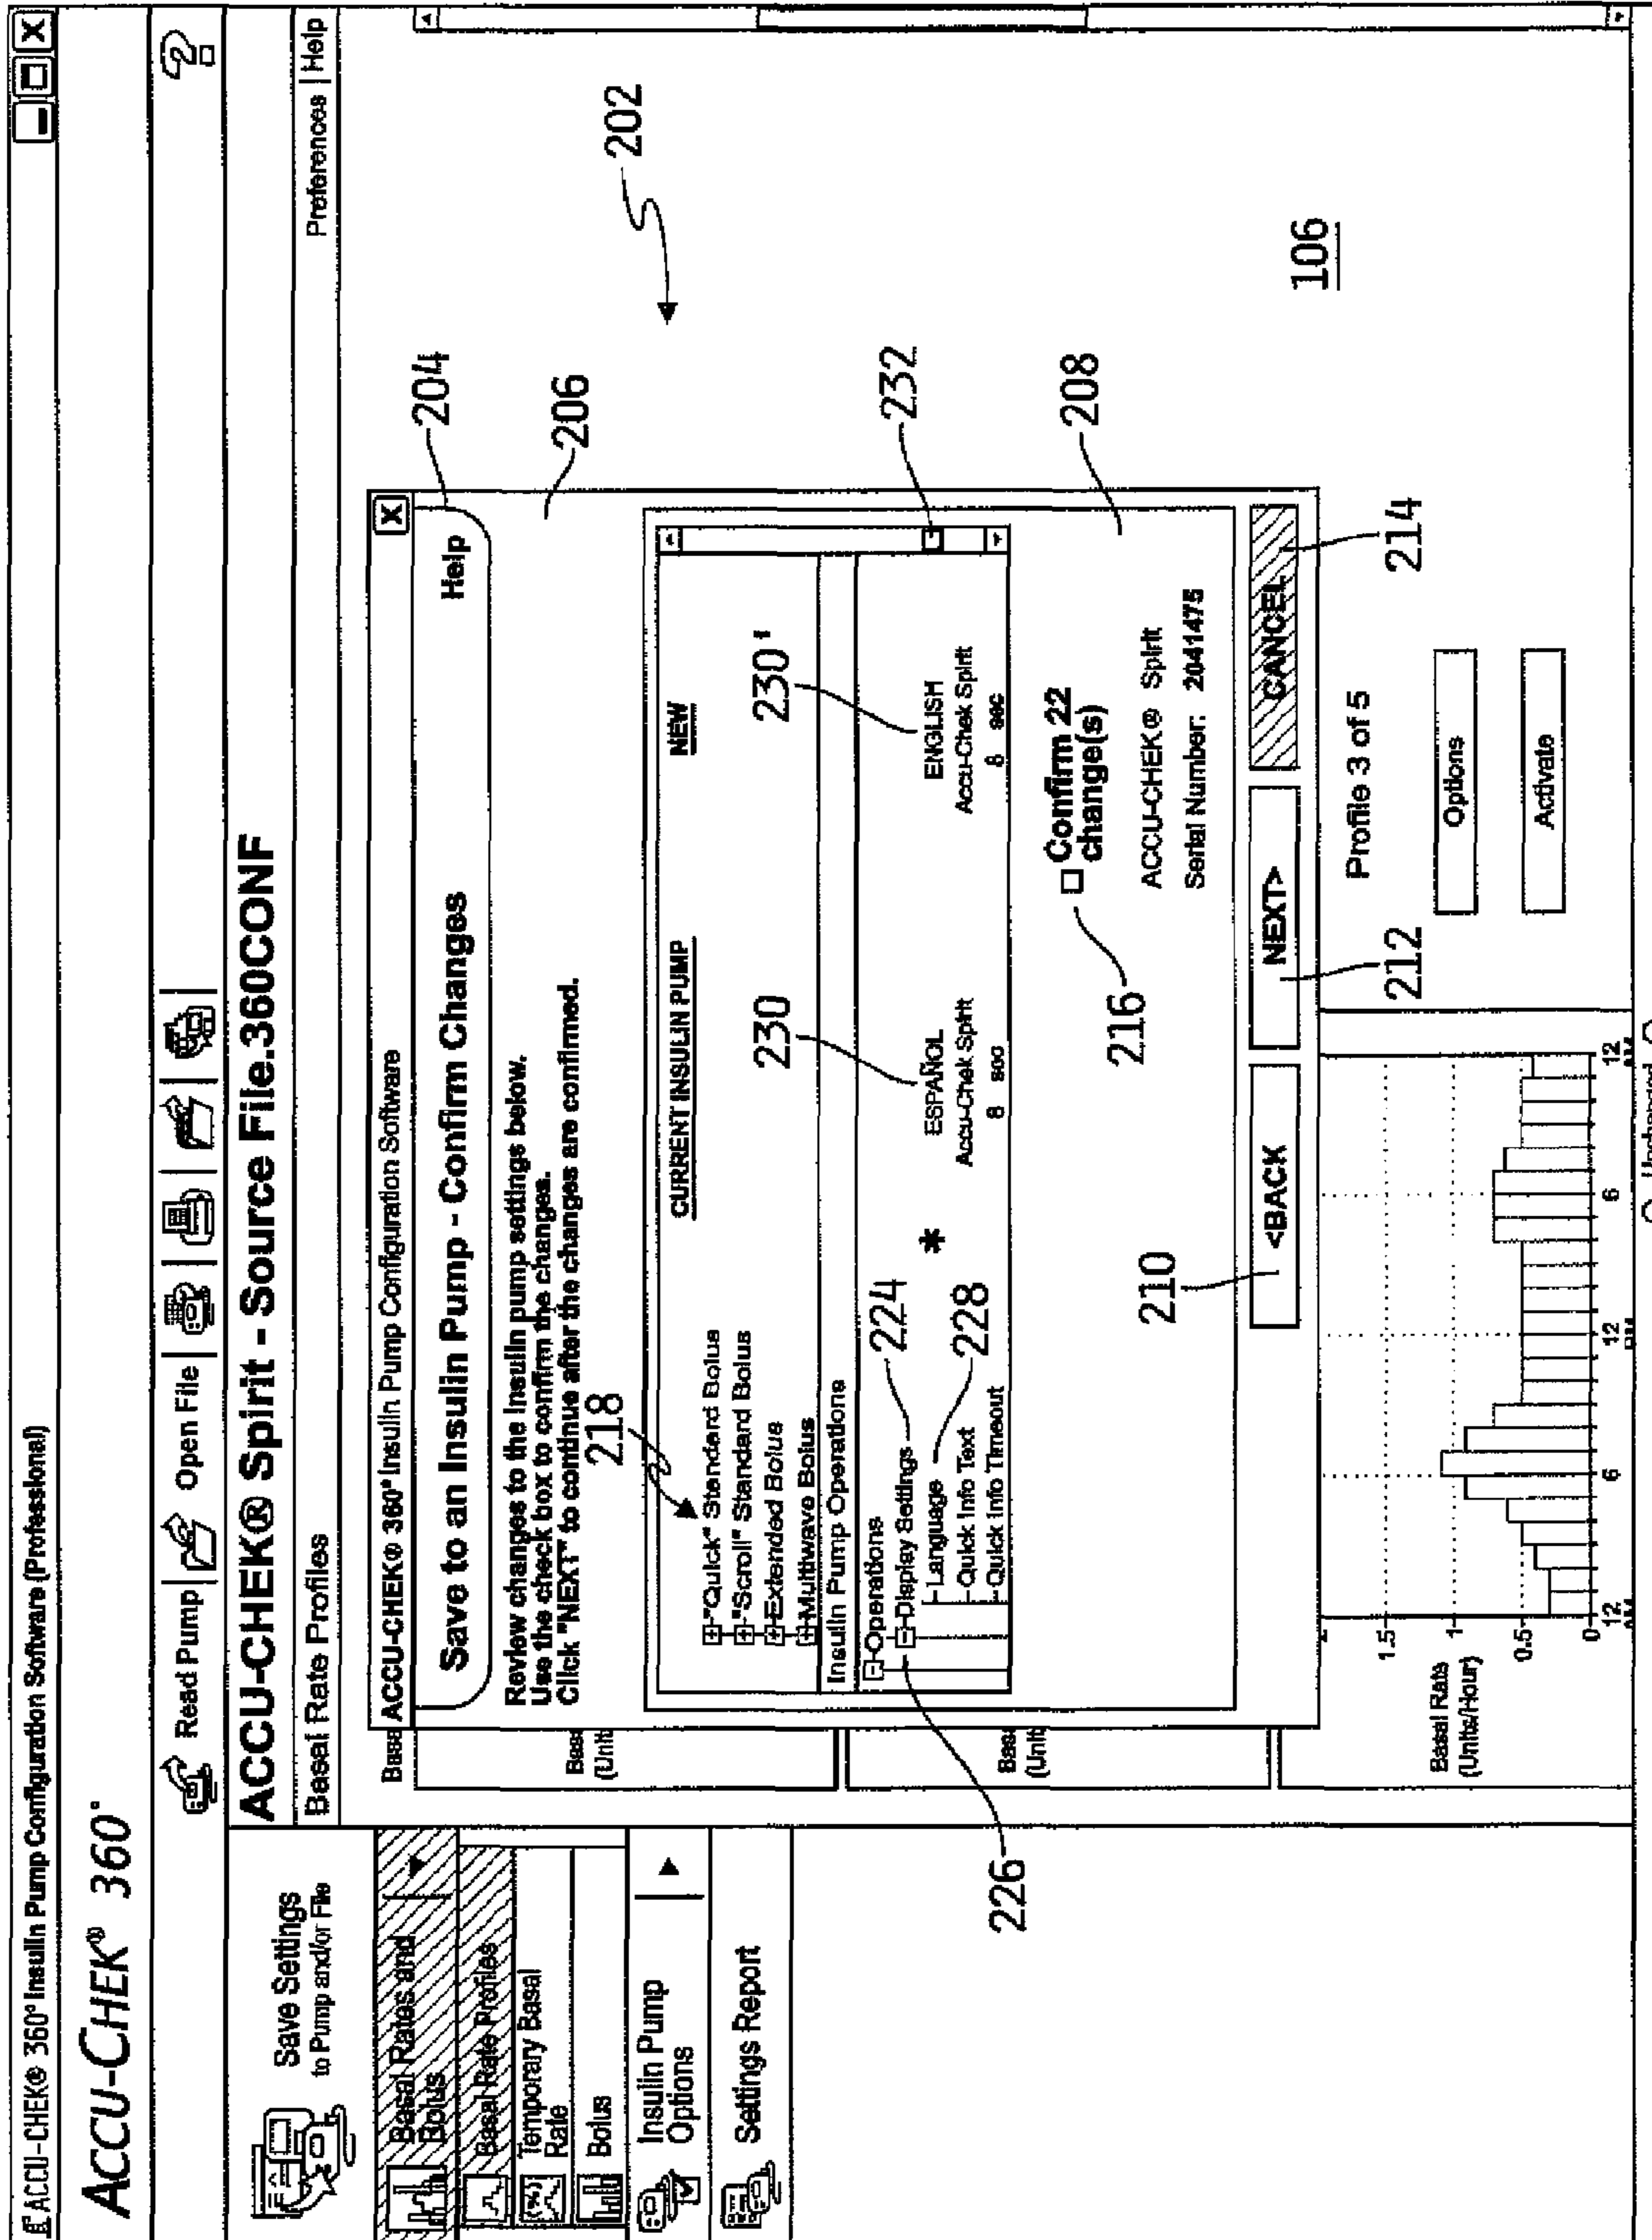 ACCU-CHEK® 360° Insulin Pump Configuration Software (Professional)
ACCU-CHEK® 360°
Read Pump
Open File
Save Settings
to Pump and/or File
ACCU-CHEK® Spirit - Source File.360CONF
Basal Rate Profiles
Preferences | Help
Basal Rates and
Bolus
Basal Rate Profiles
Temporary Basal
Rate
Bolus
Insulin Pump
Options
Settings Report
Basa
ACCU-CHEK® 360° Insulin Pump Configuration Software
Save to an Insulin Pump - Confirm Changes
Help
204
202
206
Review changes to the insulin pump settings below.
Use the check box to confirm the changes.
Click "NEXT" to continue after the changes are confirmed.
Bas
(Unit
218
CURRENT INSULIN PUMP
NEW
"Quick" Standard Bolus
"Scroll" Standard Bolus
Extended Bolus
Multiwave Bolus
230
230'
Insulin Pump Operations
Operations
224
Display Settings
232
Language
*
ESPAÑOL
ENGLISH
228
Quick Info Text
Accu-Chek Spirit
Accu-Chek Spirit
Quick Info Timeout
8 sec
8 sec
226
Bas
(Unit
208
216
Confirm 22
change(s)
ACCU-CHEK® Spirit
Serial Number: 2041475
210
<BACK
NEXT>
CANCEL
212
214
106
Profile 3 of 5
Options
Activate
Basal Rate
(Units/Hour)
1.5
1
0.5
0
12
6
12
6
12